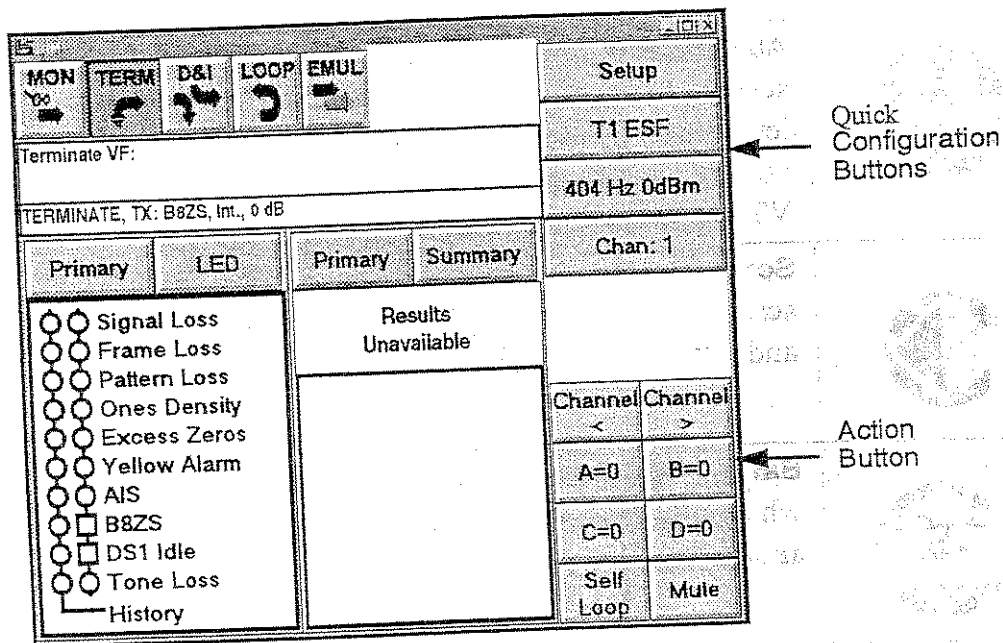 MON TERM D&I LOOP EMUL
Setup
T1 ESF
404 Hz 0dBm
Chan: 1
Quick
Configuration
Buttons
Terminate VF:
TERMINATE, TX: B8ZS, Int., 0 dB
Primary LED
Primary Summary
Signal Loss
Frame Loss
Pattern Loss
Ones Density
Excess Zeros
Yellow Alarm
AIS
B8ZS
DS1 Idle
Tone Loss
History
Results
Unavailable
Channel Channel
< >
A=0 B=0
C=0 D=0
Self
Loop
Mute
Action
Button
and